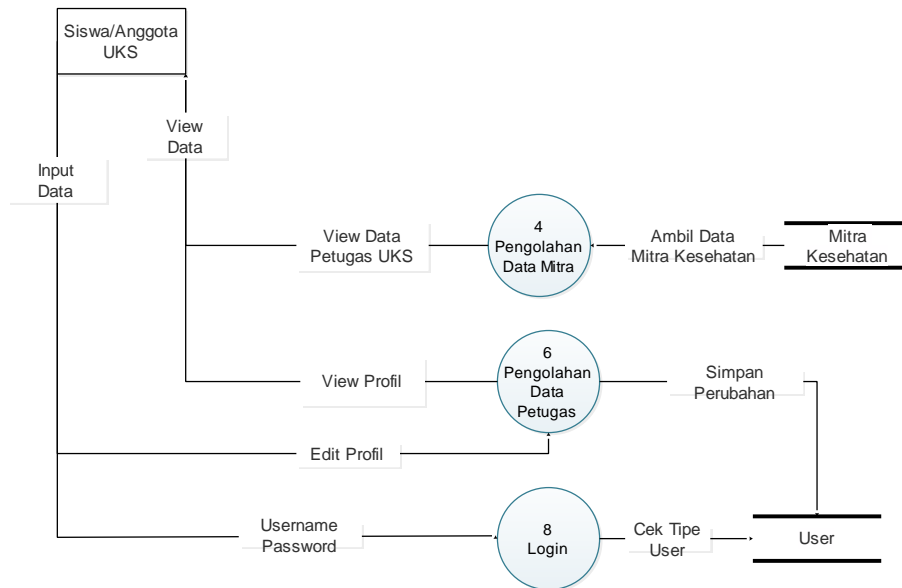 Siswa/Anggota
UKS
View
Data
Input
Data
View Data
Petugas UKS
4
Pengolahan
Data Mitra
Ambil Data
Mitra Kesehatan
Mitra
Kesehatan
View Profil
6
Pengolahan
Data
Petugas
Simpan
Perubahan
Edit Profil
Username
Password
8
Login
Cek Tipe
User
User